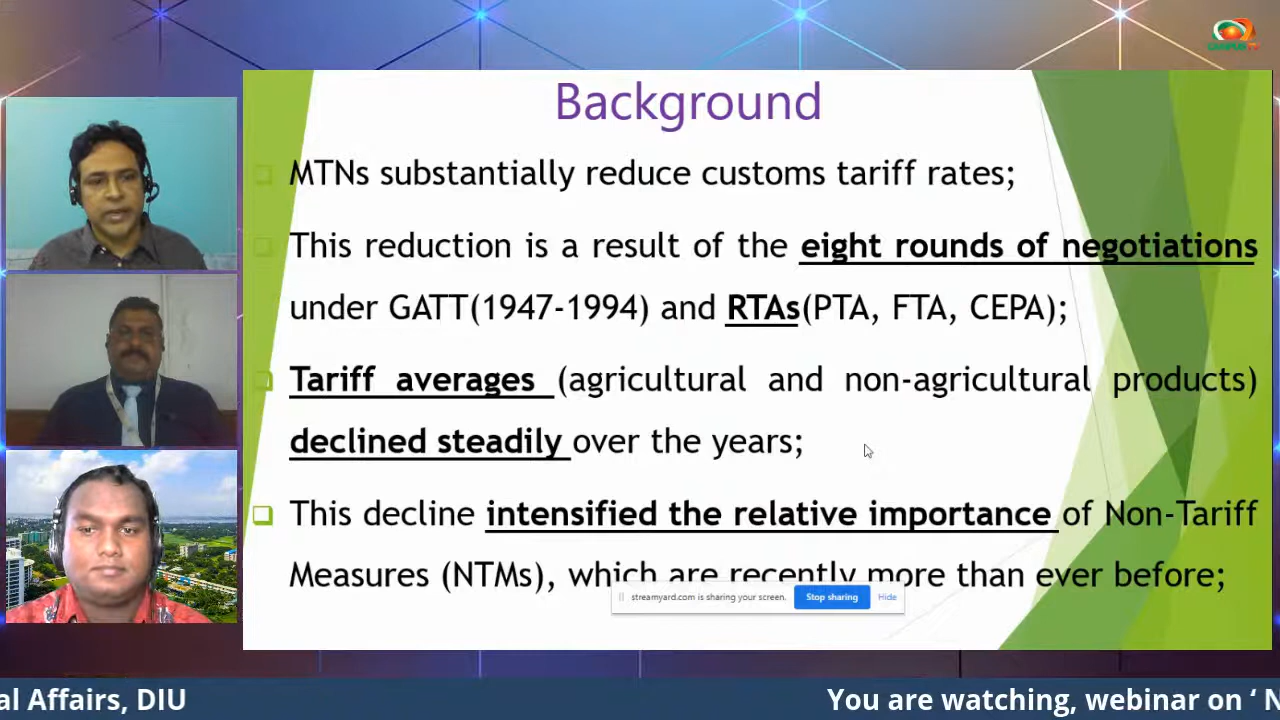 CAMPUS TV
Background
MTNs substantially reduce customs tariff rates;
This reduction is a result of the eight rounds of negotiations
under GATT(1947-1994) and RTAs(PTA, FTA, CEPA);
Tariff averages (agricultural and non-agricultural products)
declined steadily over the years;
This decline intensified the relative importance of Non-Tariff
Measures (NTMs), which are recently more than ever before;
streamyard.com is sharing your screen. Stop sharing Hide
al Affairs, DIU You are watching, webinar on ‘ N